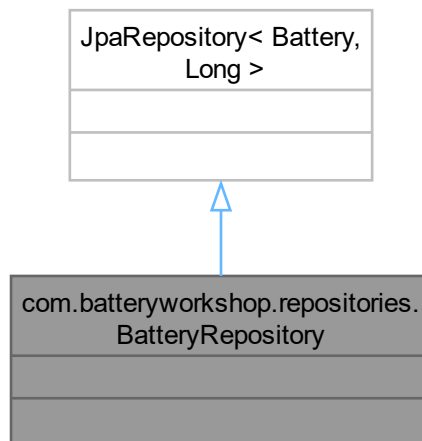 JpaRepository< Battery,
Long >
com.batteryworkshop.repositories.
BatteryRepository